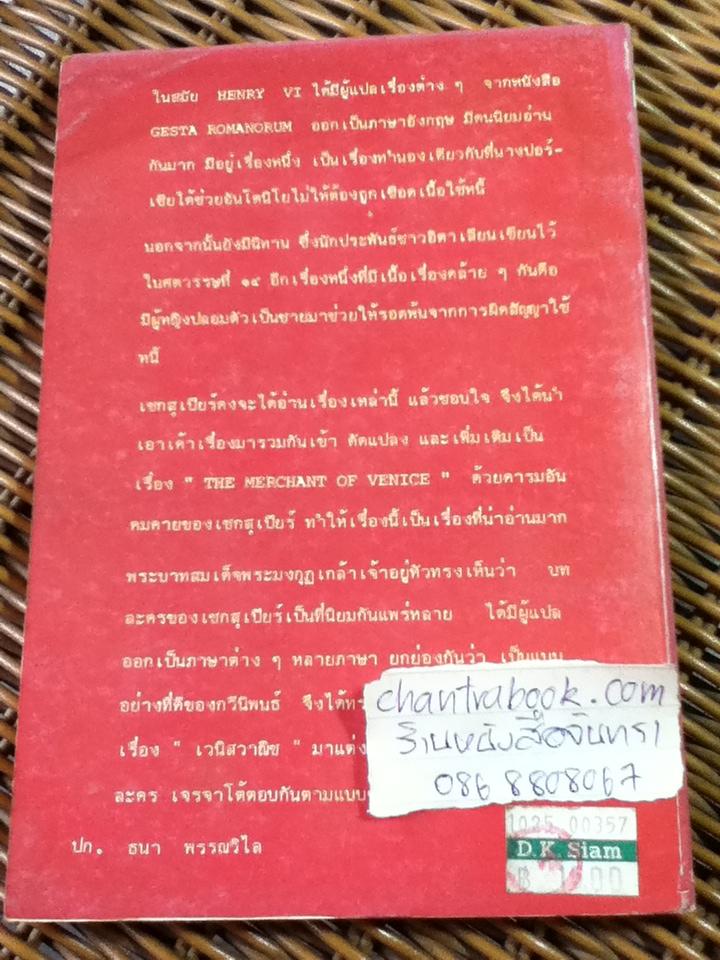 ในสมัย HENRY VI ได้มีผู้แปลเรื่องต่าง ๆ จากหนังสือ
GESTA ROMANORUM ออกเป็นภาษาอังกฤษ มีคนนิยมอ่าน
กันมาก มีอยู่เรื่องหนึ่ง เป็นเรื่องทำนองเดียวกับที่นางปอร์-
เชียได้ช่วยอันโตนิโยไม่ให้ต้องถูกเชือดเนื้อใช้หนี้
นอกจากนั้นยังมีนิทาน ซึ่งนักประพันธ์ชาวอิตาเลียนเขียนไว้
ในศตวรรษที่ ๑๔ อีกเรื่องหนึ่งที่มีเนื้อเรื่องคล้าย ๆ กันคือ
มีผู้หญิงปลอมตัวเป็นชายมาช่วยให้รอดพ้นจากการผิดสัญญาใช้
หนี้
เชกสุเปียร์คงจะได้อ่านเรื่องเหล่านี้ แล้วชอบใจ จึงได้นำ
เอาเค้าเรื่องมารวมกันเข้า ดัดแปลง และเพิ่มเติมเป็น
เรื่อง " THE MERCHANT OF VENICE " ด้วยคารมอัน
คมคายของเชกสุเปียร์ ทำให้เรื่องนี้เป็นเรื่องที่น่าอ่านมาก
พระบาทสมเด็จพระมงกุฏเกล้าเจ้าอยู่หัวทรงเห็นว่า บท
ละครของเชกสุเปียร์เป็นที่นิยมกันแพร่หลาย ได้มีผู้แปล
ออกเป็นภาษาต่าง ๆ หลายภาษา ยกย่องกันว่า เป็นแบบ
อย่างที่ดีของกวีนิพนธ์ จึงได้ทร
เรื่อง " เวนิสวาณิช " มาแต่ง
ละคร เจรจาโต้ตอบกันตามแบบ
ปก. ธนา พรรณวิไล
chantrabook.com
ร้านหนังสือจันทรา
086 8808067
1025 00357
D.K. Siam